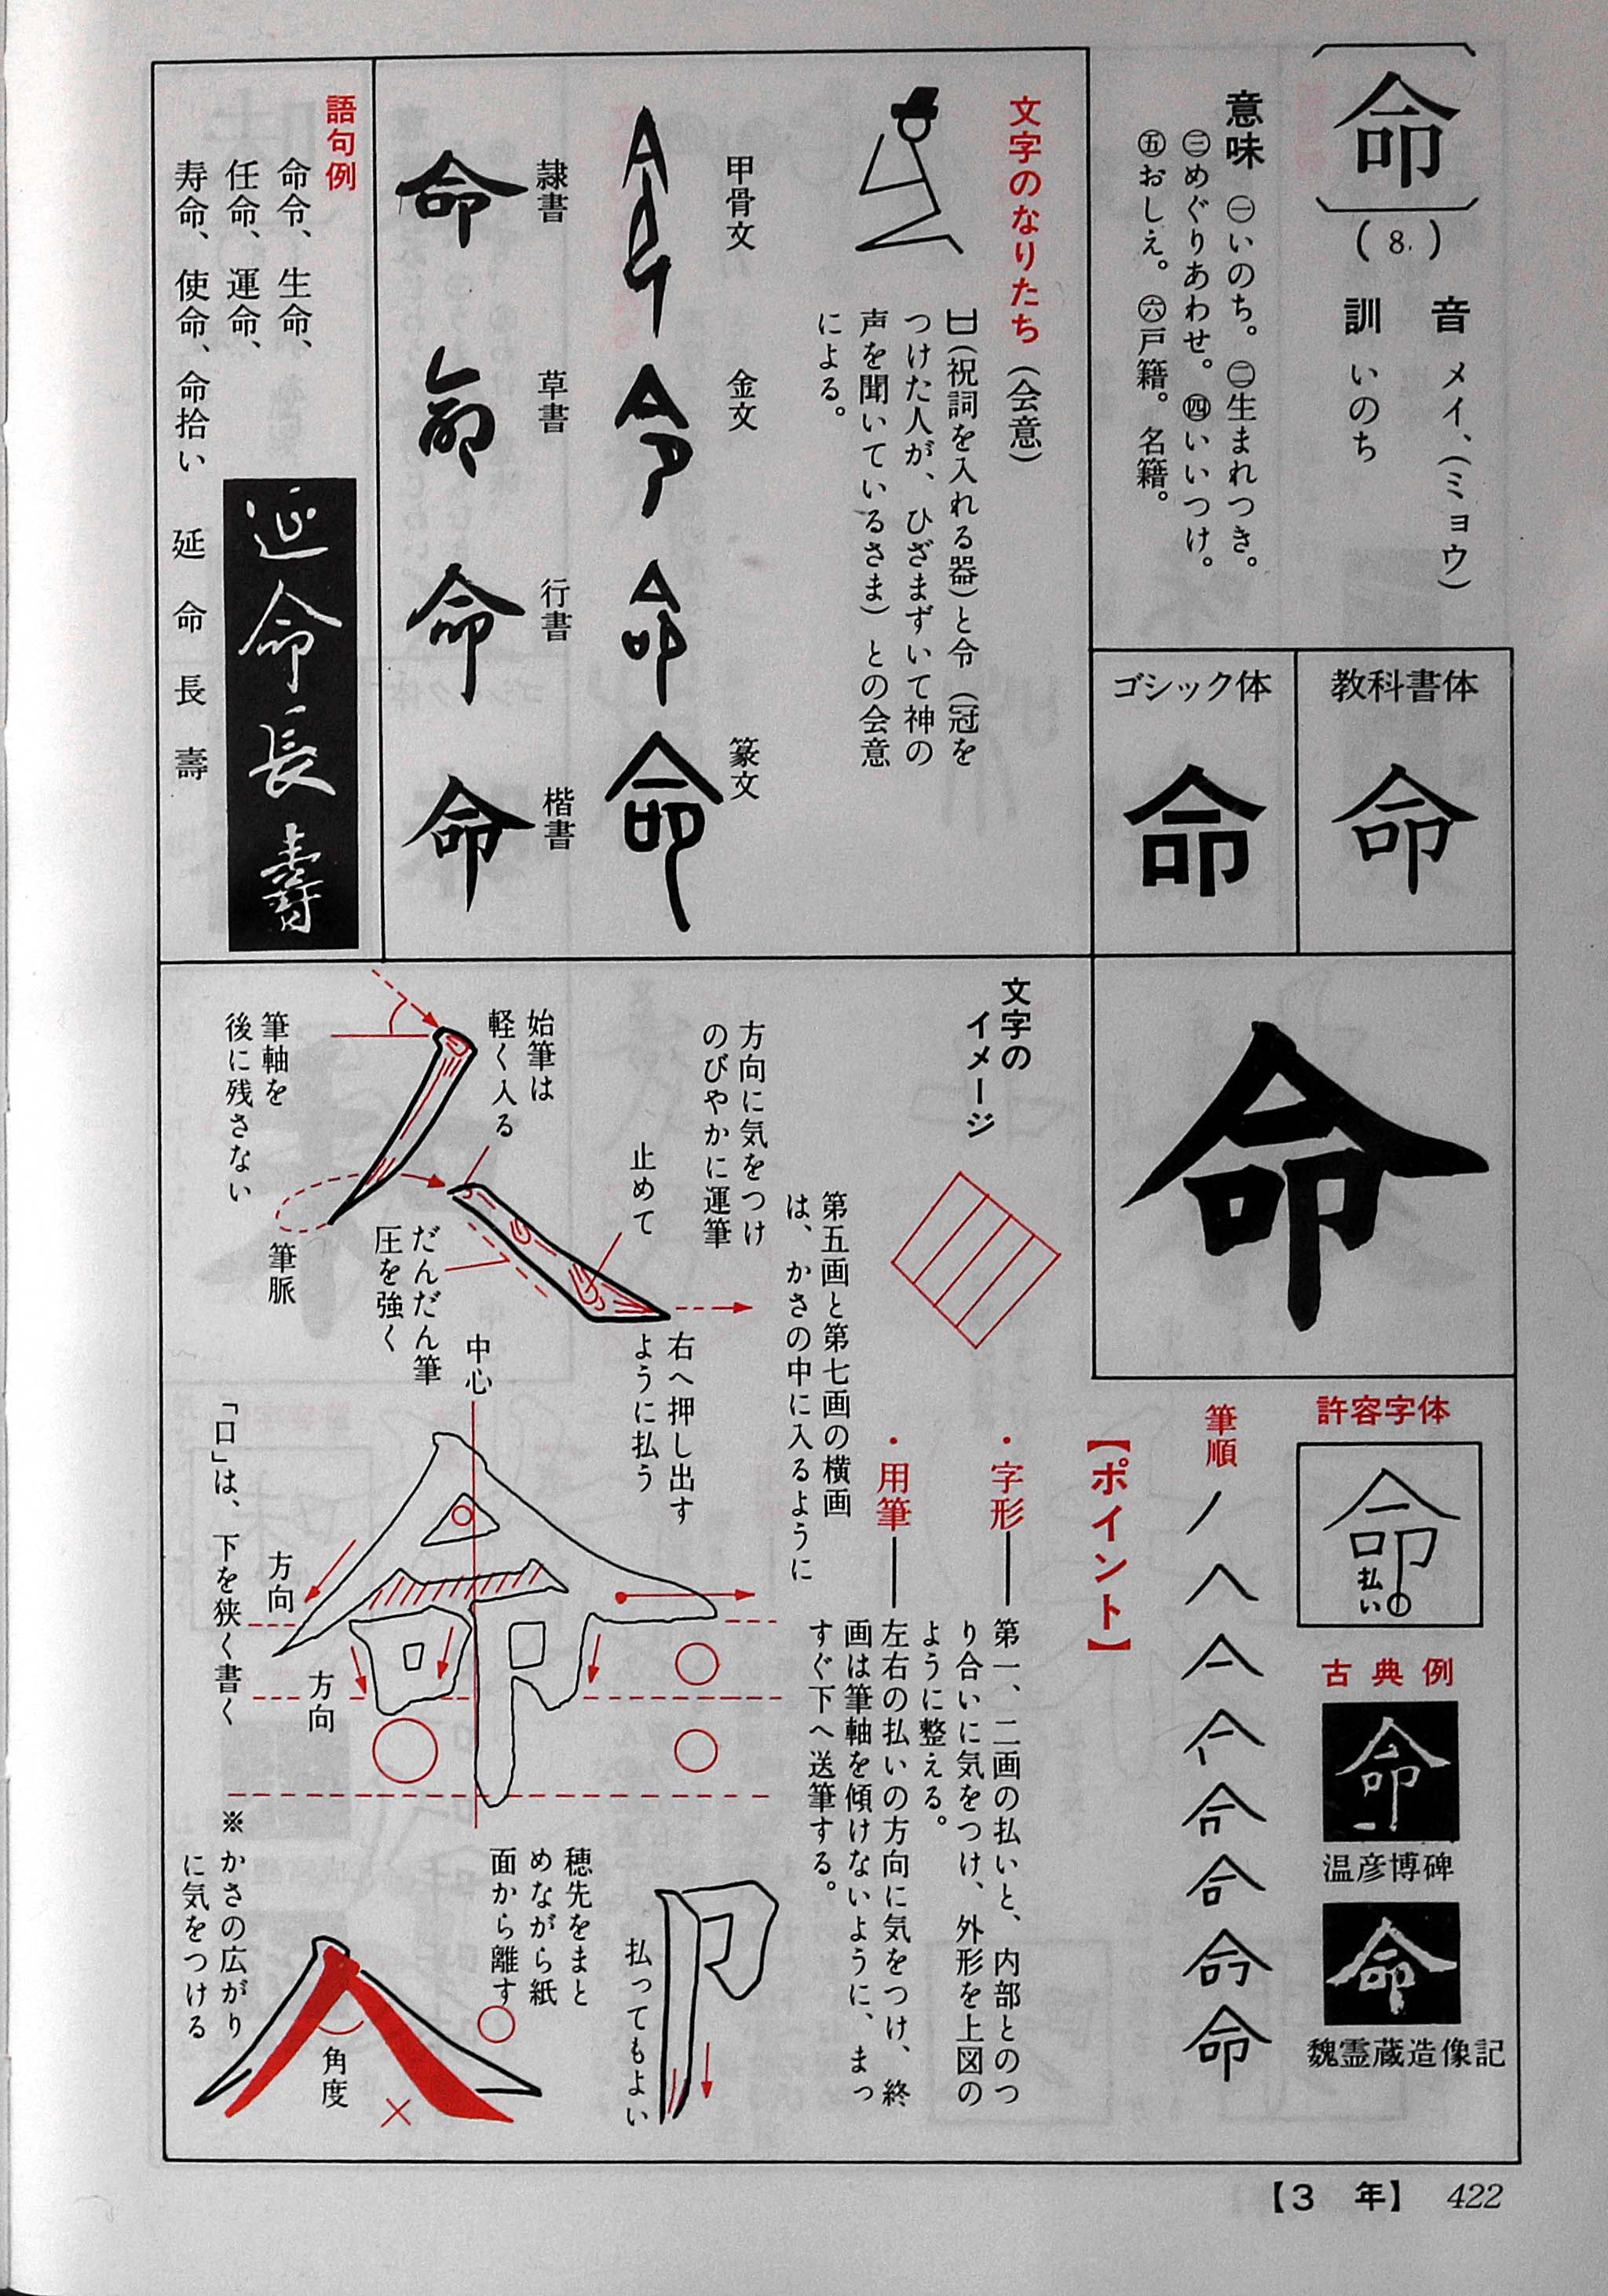 命
(8)
音 メイ、(ミョウ)
訓 いのち
意味 ㊀いのち。㊁生まれつき。
㊂めぐりあわせ。㊃いいつけ。
㊄おしえ。㊅戸籍。名籍。
教科書体
命
ゴシック体
命
文字のなりたち(会意)
(祝詞を入れる器)と令(冠を
つけた人が、ひざまずいて神の
声を聞いているさま)との会意
による。
甲骨文
金文
篆文
隷書
命
草書
命
行書
命
楷書
命
語句例
命令、生命、
任命、運命、
寿命、使命、命拾い
延命長壽
延命長壽
命
許容字体
命
払い
古典例
命
温彦博碑
命
魏霊蔵造像記
筆順
命
【ポイント】
・字形──第一、二画の払いと、内部とのつ
り合いに気をつけ、外形を上図の
ように整える。
・用筆──左右の払いの方向に気をつけ、終
画は筆軸を傾けないように、まっ
すぐ下へ送筆する。
文字の
イメージ
第五画と第七画の横画
は、かさの中に入るように
方向に気をつけ
のびやかに運筆
止めて
右へ押し出す
ように払う
始筆は
軽く入る
だんだん筆
圧を強く
筆軸を
後に残さない
筆脈
中心
「口」は、下を狭く書く
方向
方向
払ってもよい
穂先をまと
めながら紙
面から離す
※かさの広がり
に気をつける
角度
【3 年】 422